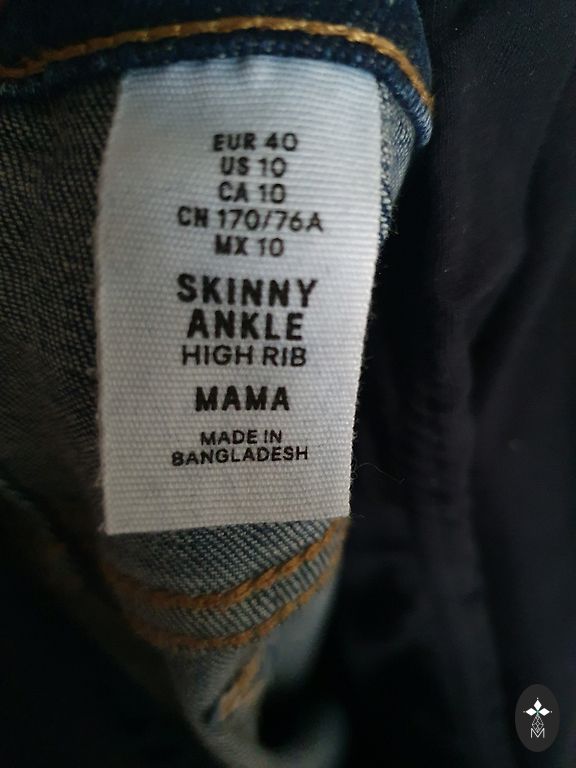 EUR 40
US 10
CA 10
CN 170/76A
MX 10
SKINNY
ANKLE
HIGH RIB
MAMA
MADE IN
BANGLADESH
M